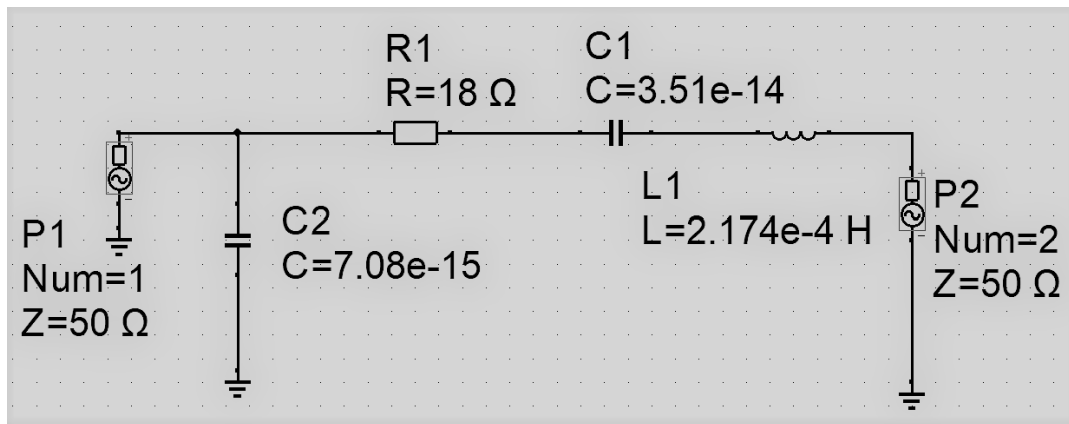 R1
R=18 Ω
C1
C=3.51e-14
L1
L=2.174e-4 H
C2
C=7.08e-15
P1
Num=1
Z=50 Ω
P2
Num=2
Z=50 Ω